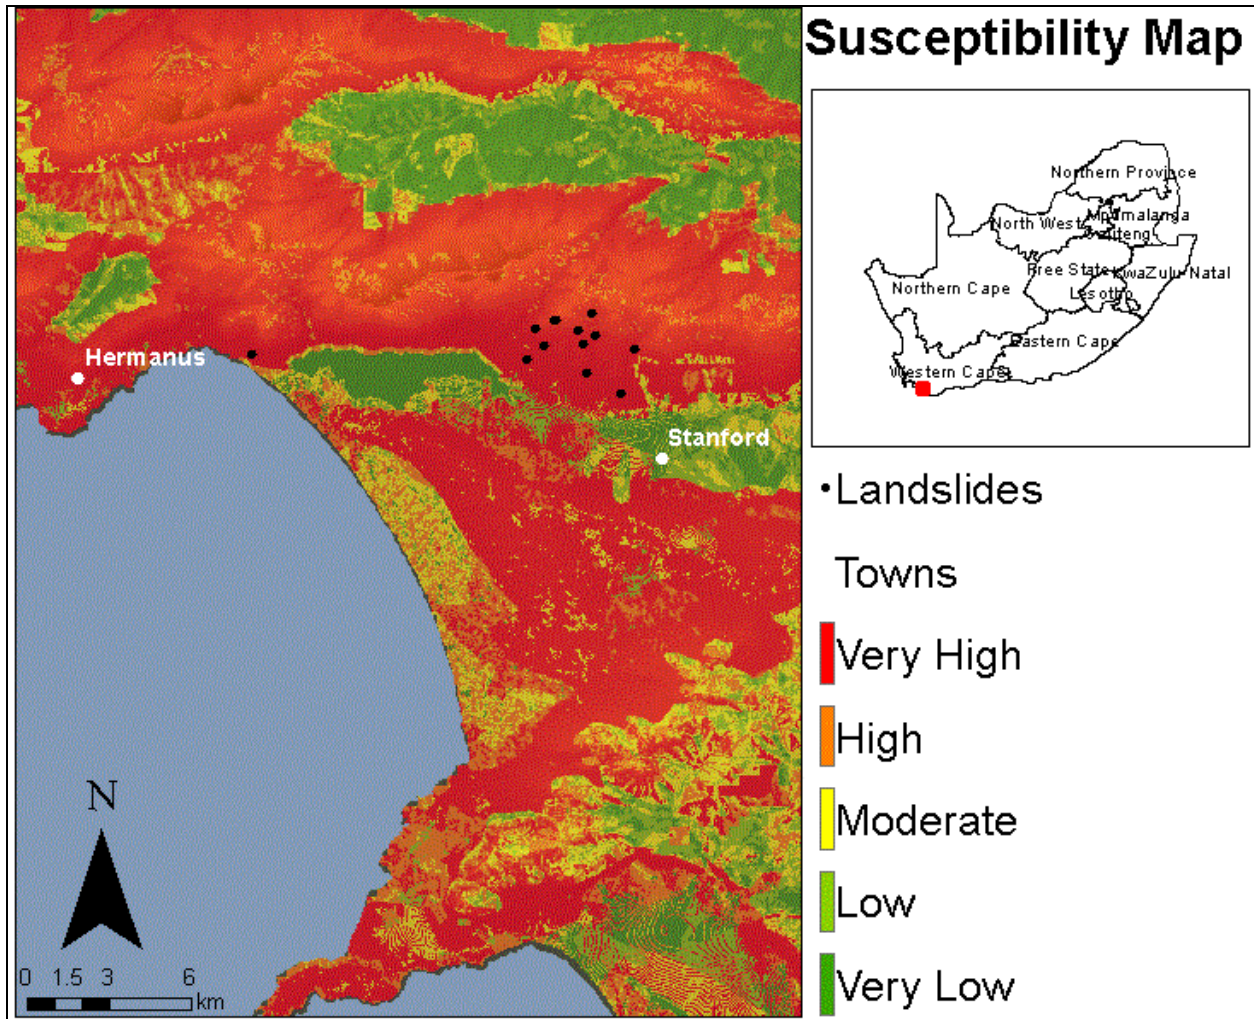 Susceptibility Map
Northern Province
North West
Mpumalanga
Gauteng
Free State
KwaZulu-Natal
Lesotho
Northern Cape
Eastern Cape
Western Cape
Hermanus
Stanford
Landslides
Towns
Very High
High
Moderate
Low
Very Low
N
0 1.5 3 6
km